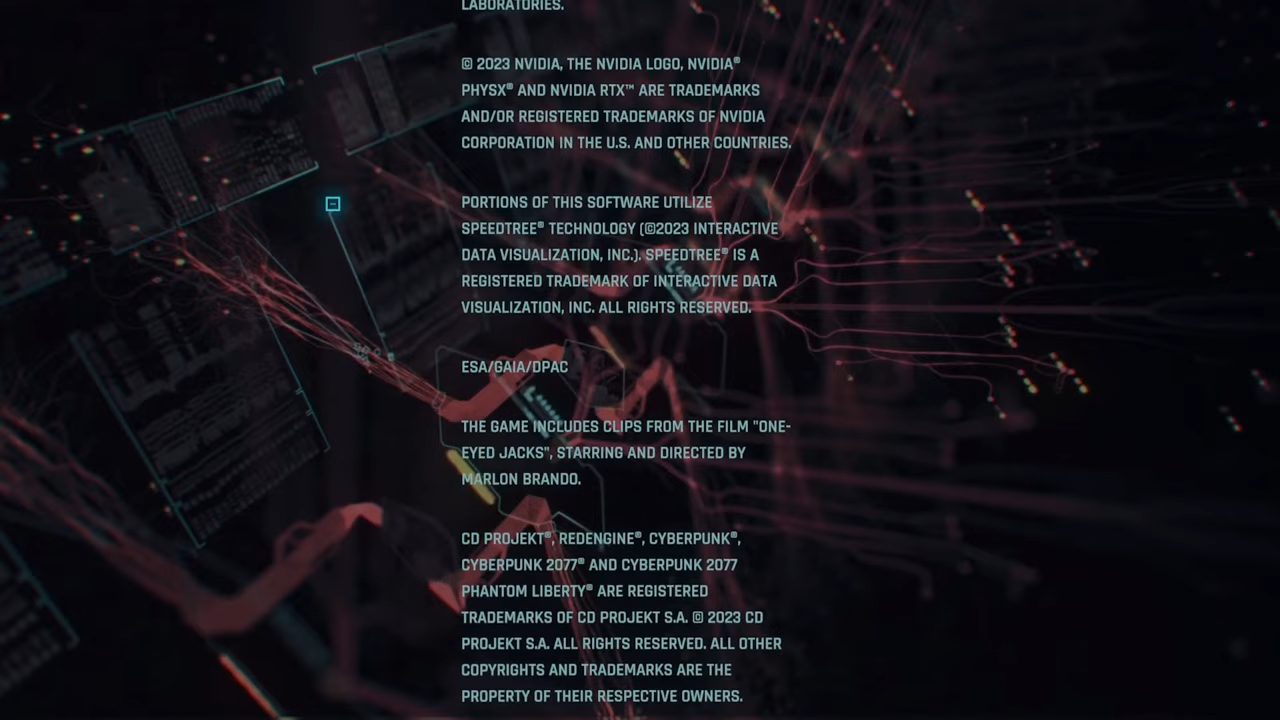 LABORATORIES.
© 2023 NVIDIA, THE NVIDIA LOGO, NVIDIA®
PHYSX® AND NVIDIA RTX™ ARE TRADEMARKS
AND/OR REGISTERED TRADEMARKS OF NVIDIA
CORPORATION IN THE U.S. AND OTHER COUNTRIES.
PORTIONS OF THIS SOFTWARE UTILIZE
SPEEDTREE® TECHNOLOGY (©2023 INTERACTIVE
DATA VISUALIZATION, INC.). SPEEDTREE® IS A
REGISTERED TRADEMARK OF INTERACTIVE DATA
VISUALIZATION, INC. ALL RIGHTS RESERVED.
ESA/GAIA/DPAC
THE GAME INCLUDES CLIPS FROM THE FILM "ONE-
EYED JACKS", STARRING AND DIRECTED BY
MARLON BRANDO.
CD PROJEKT®, REDENGINE®, CYBERPUNK®,
CYBERPUNK 2077® AND CYBERPUNK 2077
PHANTOM LIBERTY® ARE REGISTERED
TRADEMARKS OF CD PROJEKT S.A. © 2023 CD
PROJEKT S.A. ALL RIGHTS RESERVED. ALL OTHER
COPYRIGHTS AND TRADEMARKS ARE THE
PROPERTY OF THEIR RESPECTIVE OWNERS.